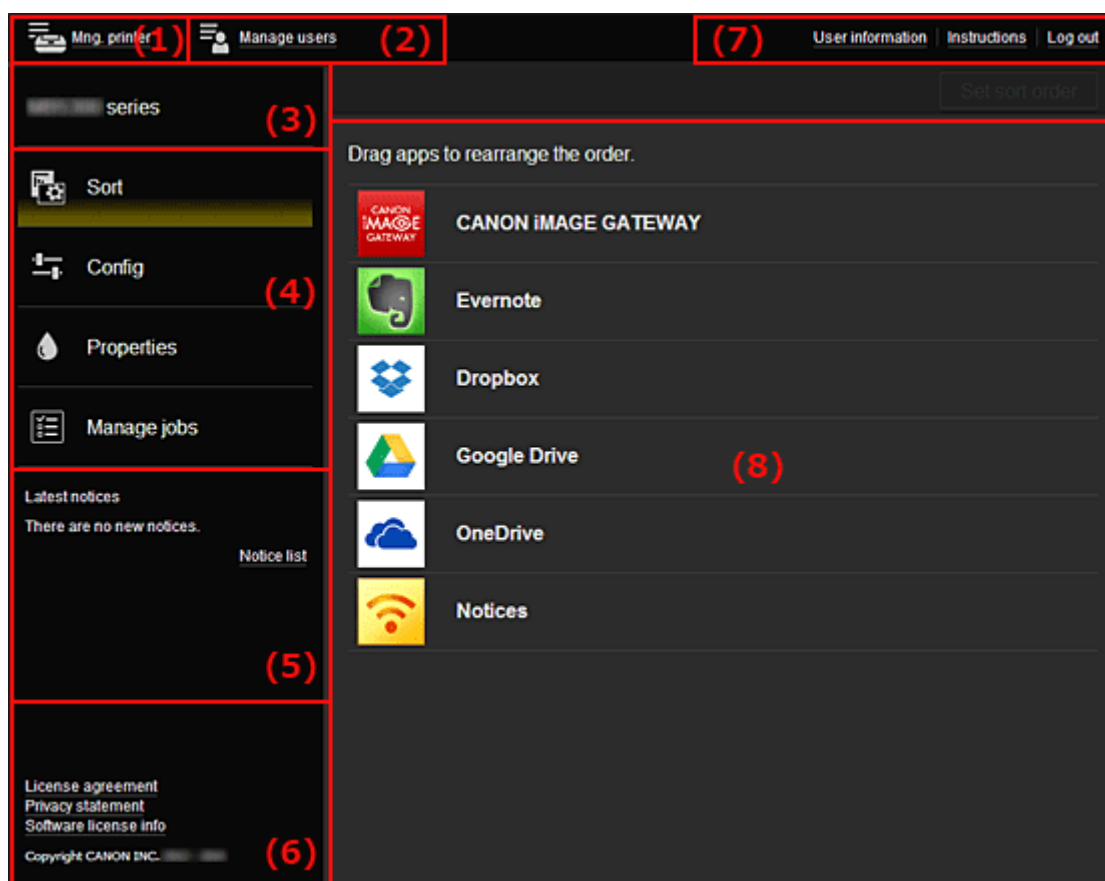 Mng. printer (1)
Manage users (2)
(7) User information Instructions Log out
series (3)
Set sort order
Sort
Config
(4)
Properties
Manage jobs
Latest notices
There are no new notices.
Notice list
(5)
License agreement
Privacy statement
Software license info
Copyright CANON INC.
(6)
Drag apps to rearrange the order.
CANON iMAGE GATEWAY
CANON iMAGE GATEWAY
Evernote
Dropbox
Google Drive
(8)
OneDrive
Notices